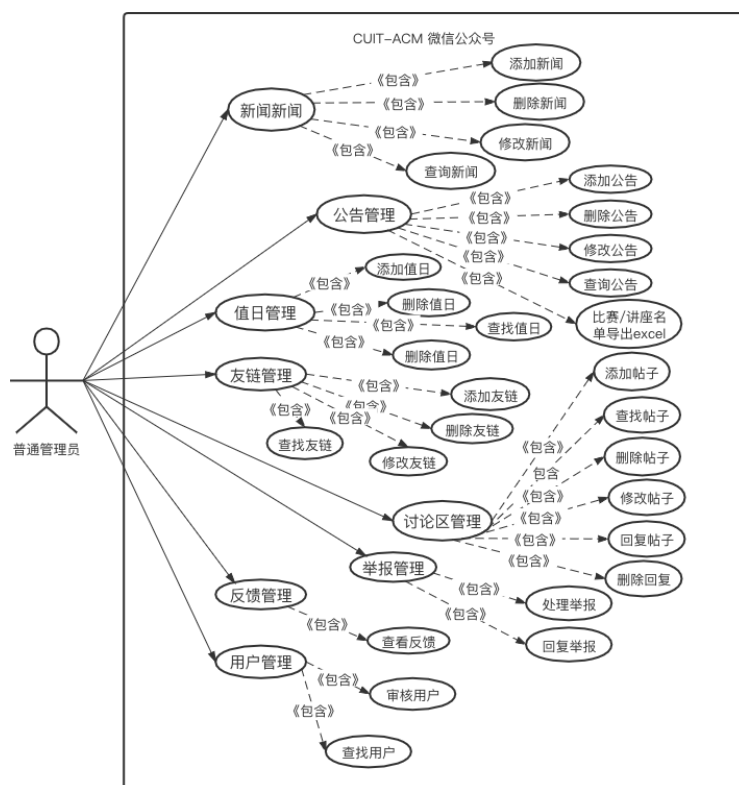 CUIT-ACM 微信公众号
《包含》
添加新闻
《包含》
删除新闻
新闻新闻
《包含》
修改新闻
《包含》
查询新闻
《包含》
添加公告
公告管理
《包含》
删除公告
《包含》
修改公告
《包含》
查询公告
《包含》
比赛/讲座名
单导出excel
添加值日
《包含》
值日管理
《包含》
删除值日
《包含》
查找值日
《包含》
删除值日
友链管理
《包含》
添加友链
《包含》
删除友链
《包含》
查找友链
《包含》
修改友链
普通管理员
添加帖子
《包含》
查找帖子
包含
删除帖子
《包含》
修改帖子
讨论区管理
《包含》
回复帖子
《包含》
删除回复
《包含》
举报管理
《包含》
处理举报
《包含》
回复举报
反馈管理
《包含》
查看反馈
用户管理
《包含》
审核用户
《包含》
查找用户